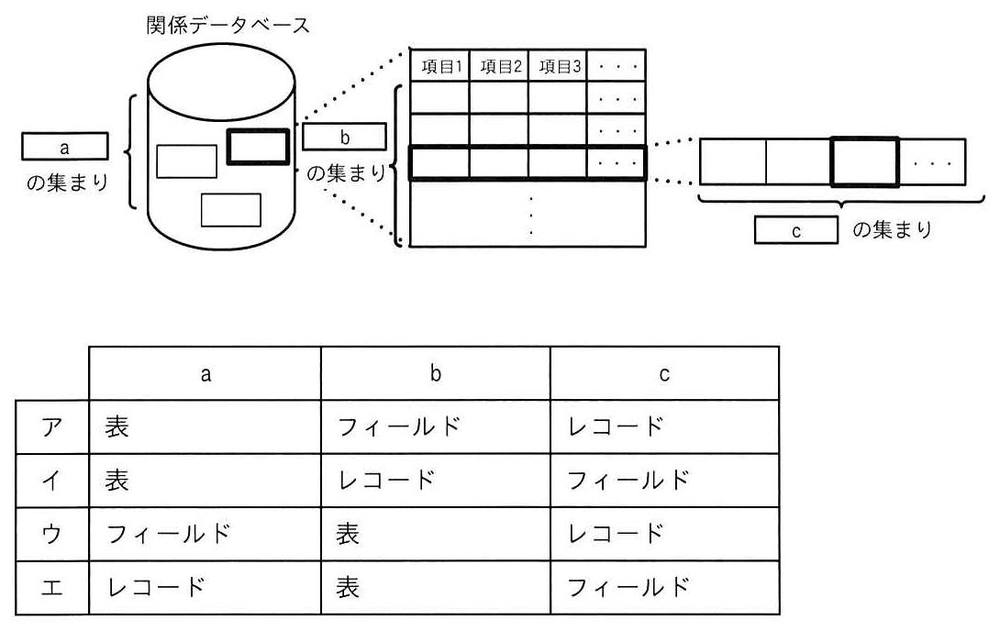 関係データベース
項目1 項目2 項目3 ・・・
・・・
・・・
・・・
a
の集まり
b
の集まり
・・・
c の集まり
a b c
ア 表 フィールド レコード
イ 表 レコード フィールド
ウ フィールド 表 レコード
エ レコード 表 フィールド